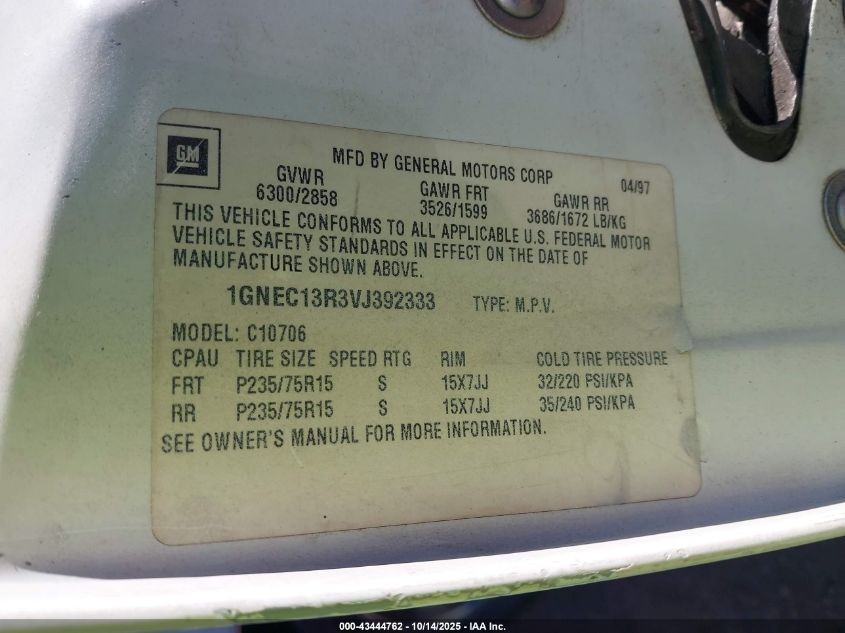 GM
MFD BY GENERAL MOTORS CORP 04/97
GVWR GAWR FRT GAWR RR
6300/2858 3526/1599 3686/1672 LB/KG
THIS VEHICLE CONFORMS TO ALL APPLICABLE U.S. FEDERAL MOTOR
VEHICLE SAFETY STANDARDS IN EFFECT ON THE DATE OF
MANUFACTURE SHOWN ABOVE.
1GNEC13R3VJ392333 TYPE: M.P.V.
MODEL: C10706
CPAU TIRE SIZE SPEED RTG RIM COLD TIRE PRESSURE
FRT P235/75R15 S 15X7JJ 32/220 PSI/KPA
RR P235/75R15 S 15X7JJ 35/240 PSI/KPA
SEE OWNER'S MANUAL FOR MORE INFORMATION.
000-43444762 - 10/14/2025 - IAA Inc.